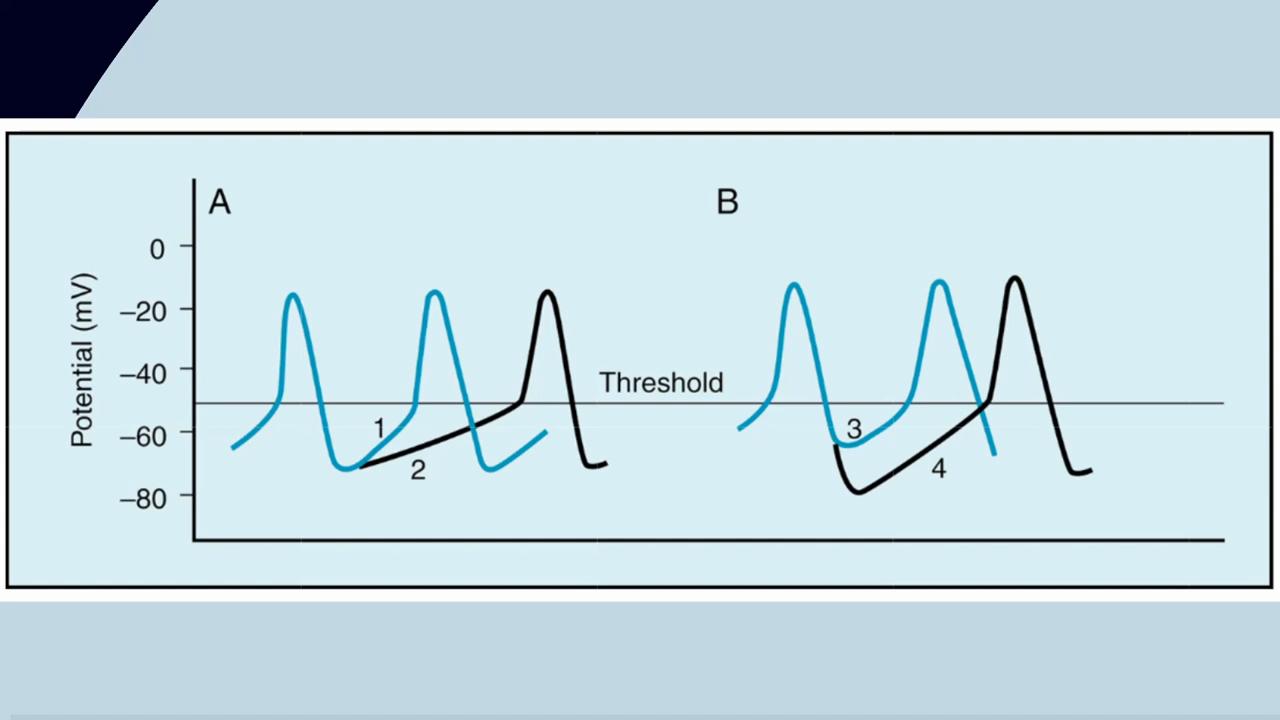 A
B
0
–20
–40
–60
–80
Potential (mV)
Threshold
1
2
3
4